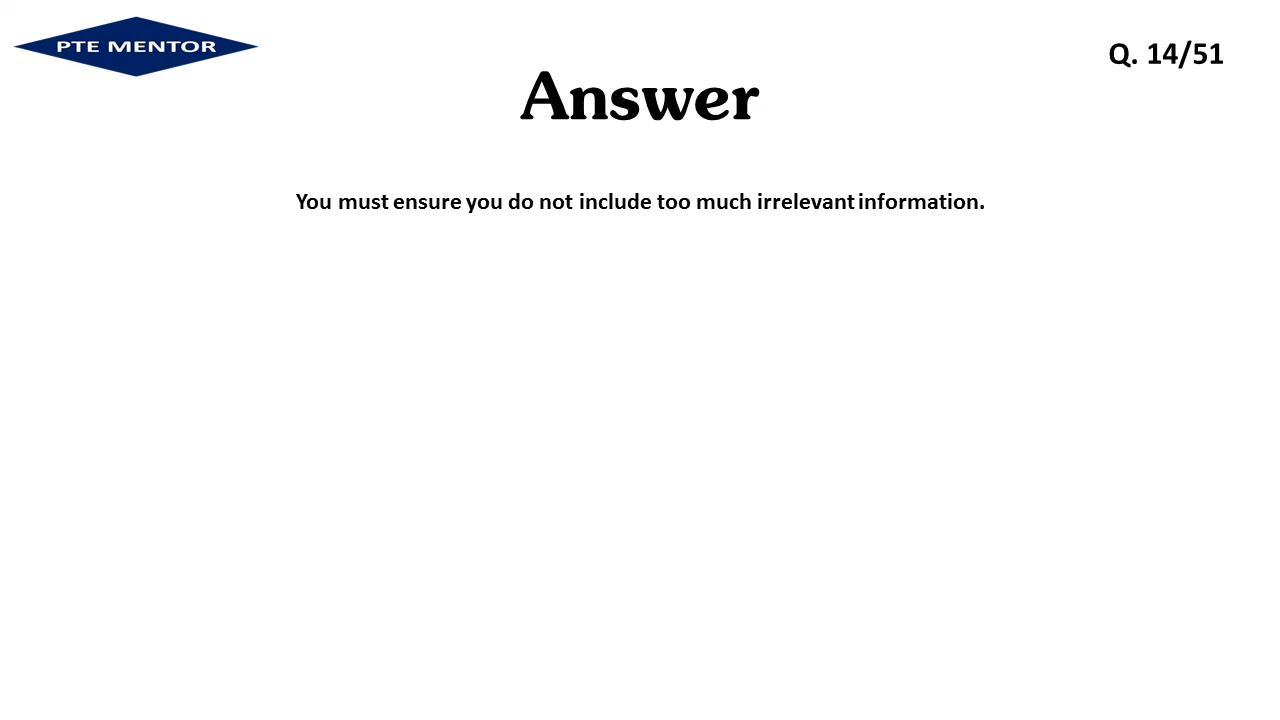 PTE MENTOR
Q. 14/51
Answer
You must ensure you do not include too much irrelevant information.